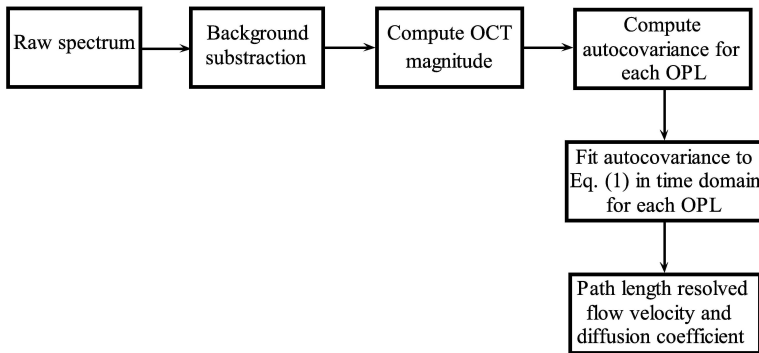 Raw spectrum
Background
substraction
Compute OCT
magnitude
Compute
autocovariance for
each OPL
Fit autocovariance to
Eq. (1) in time domain
for each OPL
Path length resolved
flow velocity and
diffusion coefficient